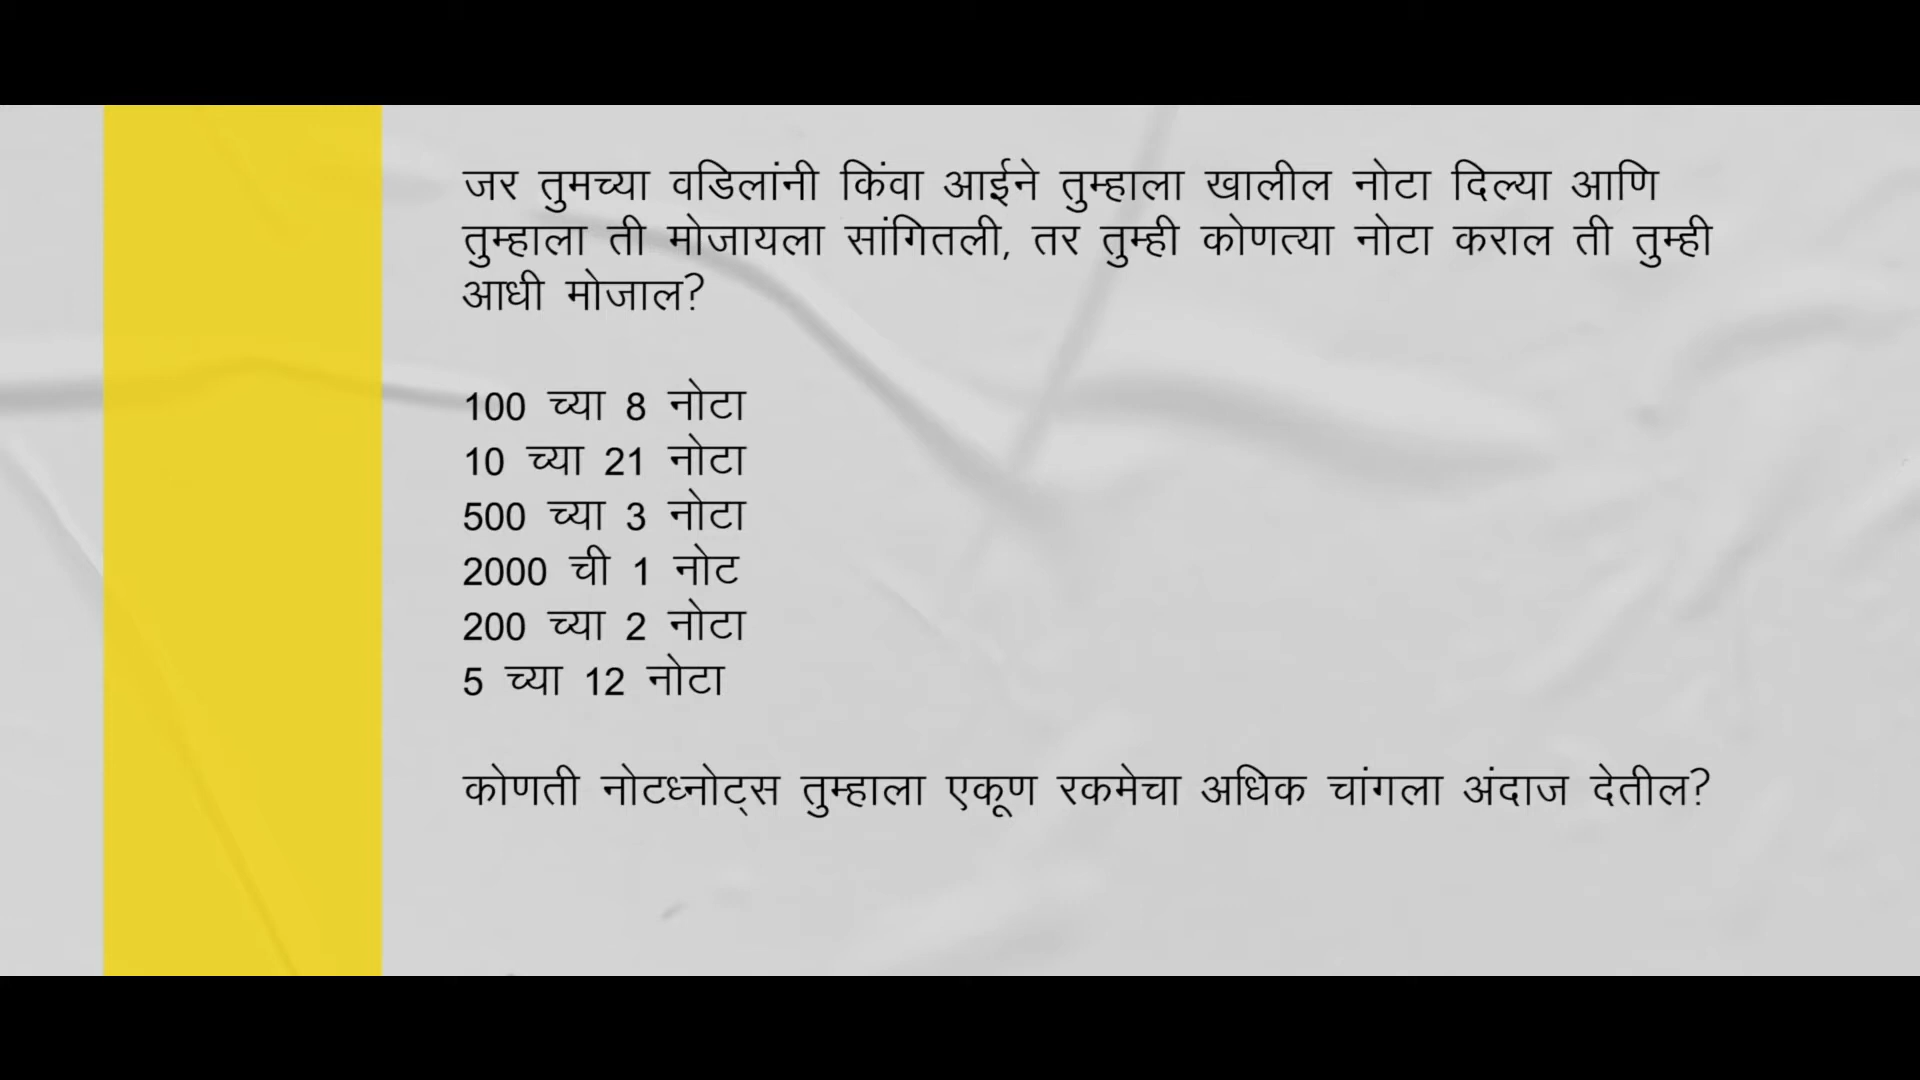 जर तुमच्या वडिलांनी किंवा आईने तुम्हाला खालील नोटा दिल्या आणि
तुम्हाला ती मोजायला सांगितली, तर तुम्ही कोणत्या नोटा कराल ती तुम्ही
आधी मोजाल?
100 च्या 8 नोटा
10 च्या 21 नोटा
500 च्या 3 नोटा
2000 ची 1 नोट
200 च्या 2 नोटा
5 च्या 12 नोटा
कोणती नोटध्नोट्स तुम्हाला एकूण रकमेचा अधिक चांगला अंदाज देतील?